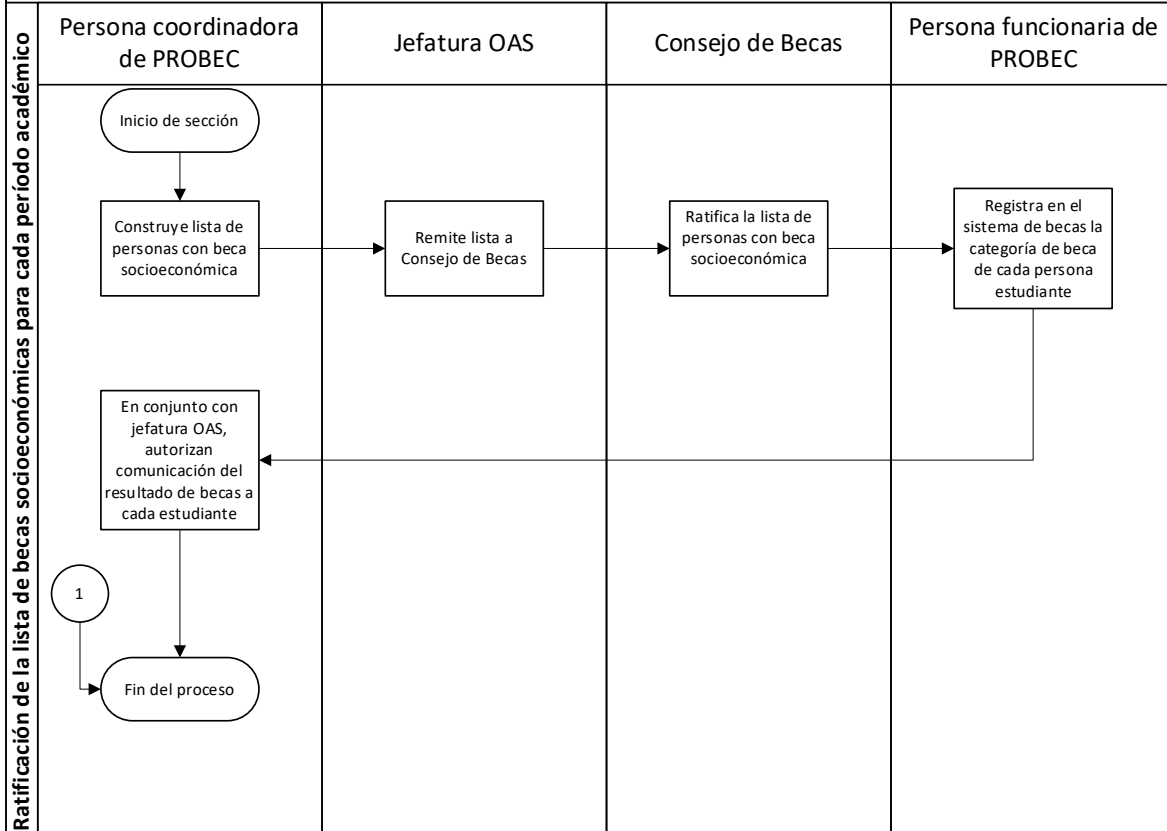 Ratificación de la lista de becas socioeconómicas para cada período académico
Persona coordinadora
de PROBEC
Jefatura OAS
Consejo de Becas
Persona funcionaria de
PROBEC
Inicio de sección
Construye lista de
personas con beca
socioeconómica
Remite lista a
Consejo de Becas
Ratifica la lista de
personas con beca
socioeconómica
Registra en el
sistema de becas la
categoría de beca
de cada persona
estudiante
En conjunto con
jefatura OAS,
autorizan
comunicación del
resultado de becas a
cada estudiante
1
Fin del proceso